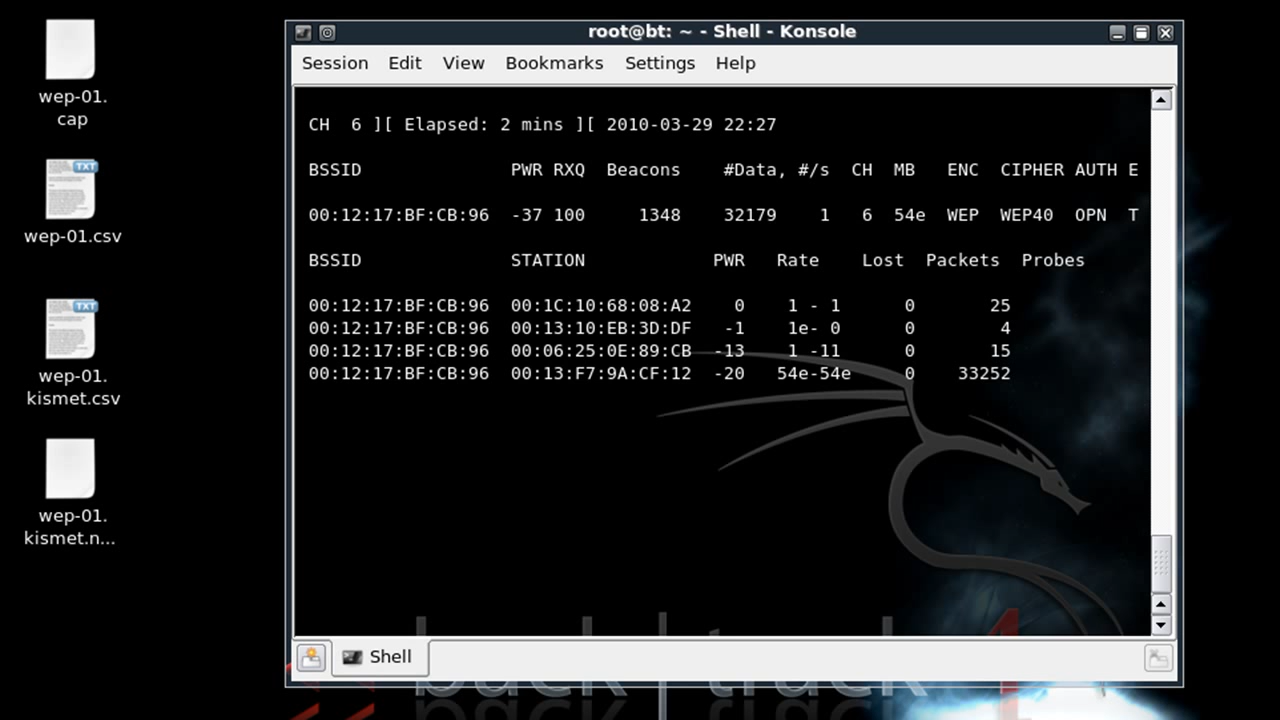 wep-01.
cap
wep-01.csv
wep-01.
kismet.csv
wep-01.
kismet.n...
root@bt: ~ - Shell - Konsole
Session Edit View Bookmarks Settings Help
CH  6 ][ Elapsed: 2 mins ][ 2010-03-29 22:27
BSSID PWR RXQ Beacons #Data, #/s CH MB ENC CIPHER AUTH E
00:12:17:BF:CB:96 -37 100 1348 32179 1 6 54e WEP WEP40 OPN T
BSSID STATION PWR Rate Lost Packets Probes
00:12:17:BF:CB:96 00:1C:10:68:08:A2 0 1 - 1 0 25
00:12:17:BF:CB:96 00:13:10:EB:3D:DF -1 1e- 0 0 4
00:12:17:BF:CB:96 00:06:25:0E:89:CB -13 1 -11 0 15
00:12:17:BF:CB:96 00:13:F7:9A:CF:12 -20 54e-54e 0 33252
Shell
TXT
TXT
<< back | track 4